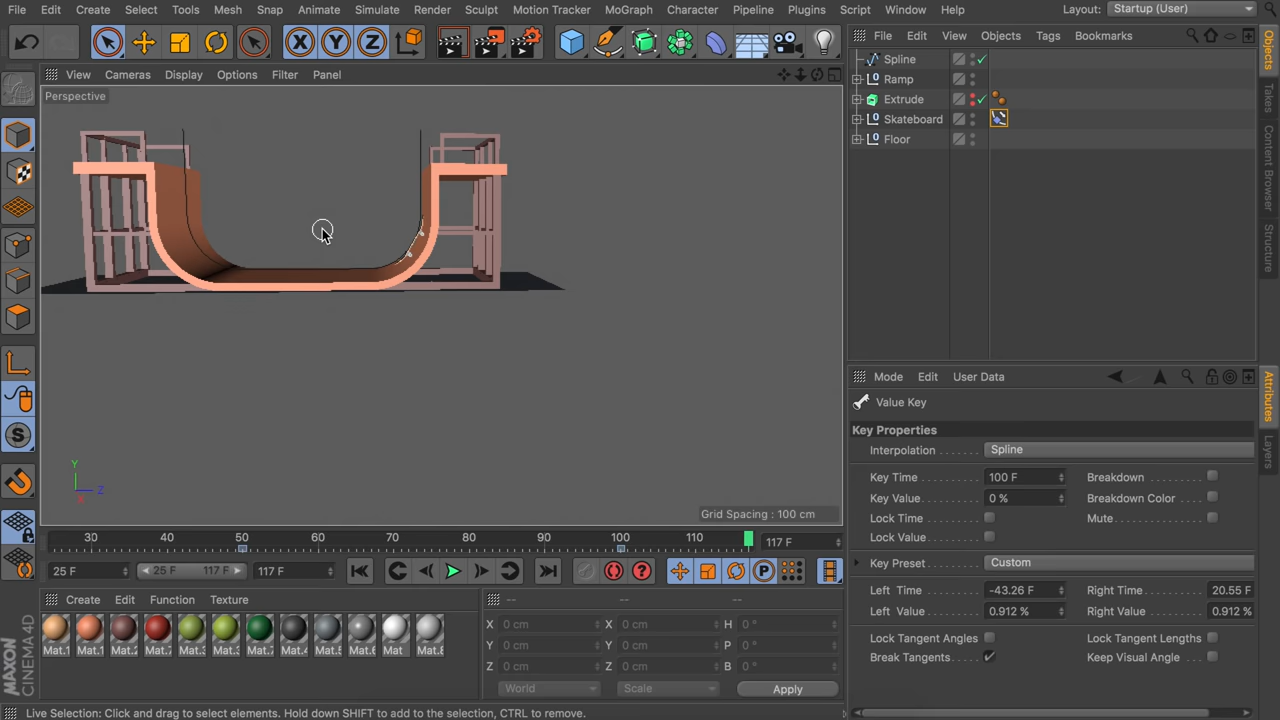 File Edit Create Select Tools Mesh Snap Animate Simulate Render Sculpt Motion Tracker MoGraph Character Pipeline Plugins Script Window Help Layout: Startup (User)
X Y Z
File Edit View Objects Tags Bookmarks
View Cameras Display Options Filter Panel
Perspective
Spline
Ramp
Extrude
Skateboard
Floor
Objects
Takes
Content Browser
Structure
Mode Edit User Data
Value Key
Key Properties
Interpolation Spline
Key Time 100 F Breakdown
Key Value 0 % Breakdown Color
Lock Time Mute
Lock Value
Key Preset Custom
Left Time -43.26 F Right Time 20.55 F
Left Value 0.912 % Right Value 0.912 %
Lock Tangent Angles Lock Tangent Lengths
Break Tangents Keep Visual Angle
Attributes
Layers
Y
Z
X
S
Grid Spacing : 100 cm
30 40 50 60 70 80 90 100 110 117 F
25 F 25 F 117 F 117 F P
Create Edit Function Texture
-- -- --
Mat.1 Mat.1 Mat.2 Mat.7 Mat.3 Mat.3 Mat.7 Mat.4 Mat.5 Mat.6 Mat Mat.8
X 0 cm X 0 cm H 0 °
Y 0 cm Y 0 cm P 0 °
Z 0 cm Z 0 cm B 0 °
World Scale Apply
MAXON CINEMA 4D
Live Selection: Click and drag to select elements. Hold down SHIFT to add to the selection, CTRL to remove.